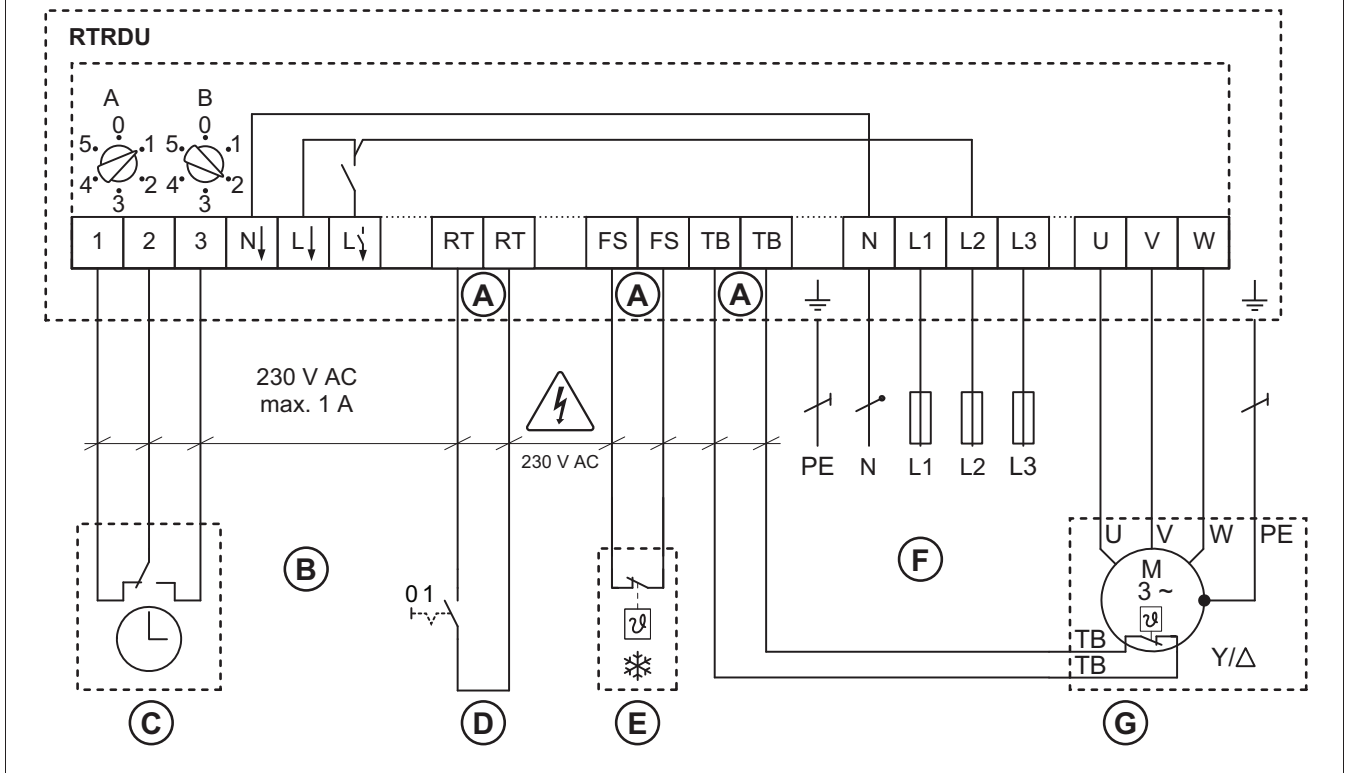 RTRDU
A B
0 0
5 1 5 1
4 2 4 2
3 3
1 2 3 N L L RT RT FS FS TB TB N L1 L2 L3 U V W
A A A
230 V AC
max. 1 A
230 V AC
PE N L1 L2 L3
U V W PE
M
3 ~
ϑ
B
F
0 1
ϑ
TB
TB
Y/△
C D E G